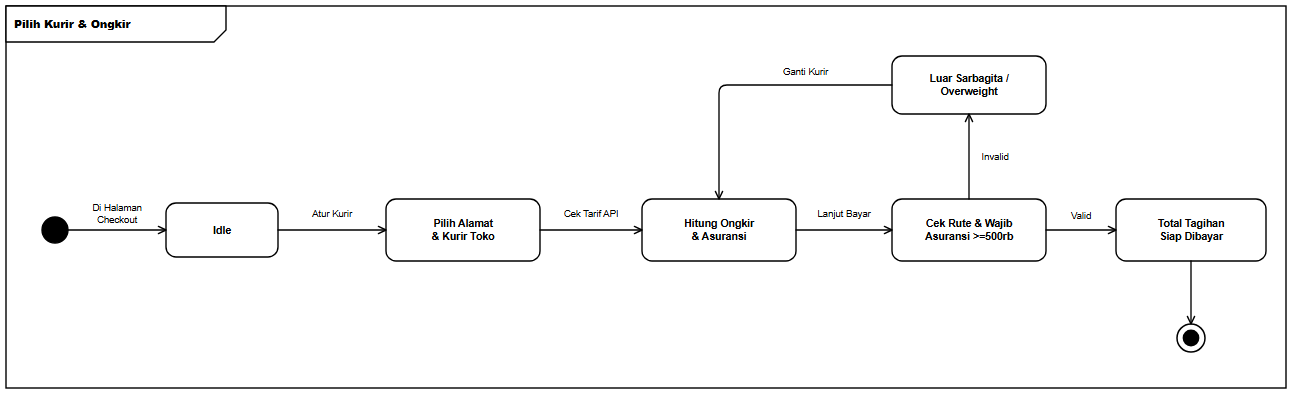 Pilih Kurir & Ongkir
Ganti Kurir
Luar Sarbagita /
Overweight
Invalid
Di Halaman
Checkout
Idle
Atur Kurir
Pilih Alamat
& Kurir Toko
Cek Tarif API
Hitung Ongkir
& Asuransi
Lanjut Bayar
Cek Rute & Wajib
Asuransi >=500rb
Valid
Total Tagihan
Siap Dibayar